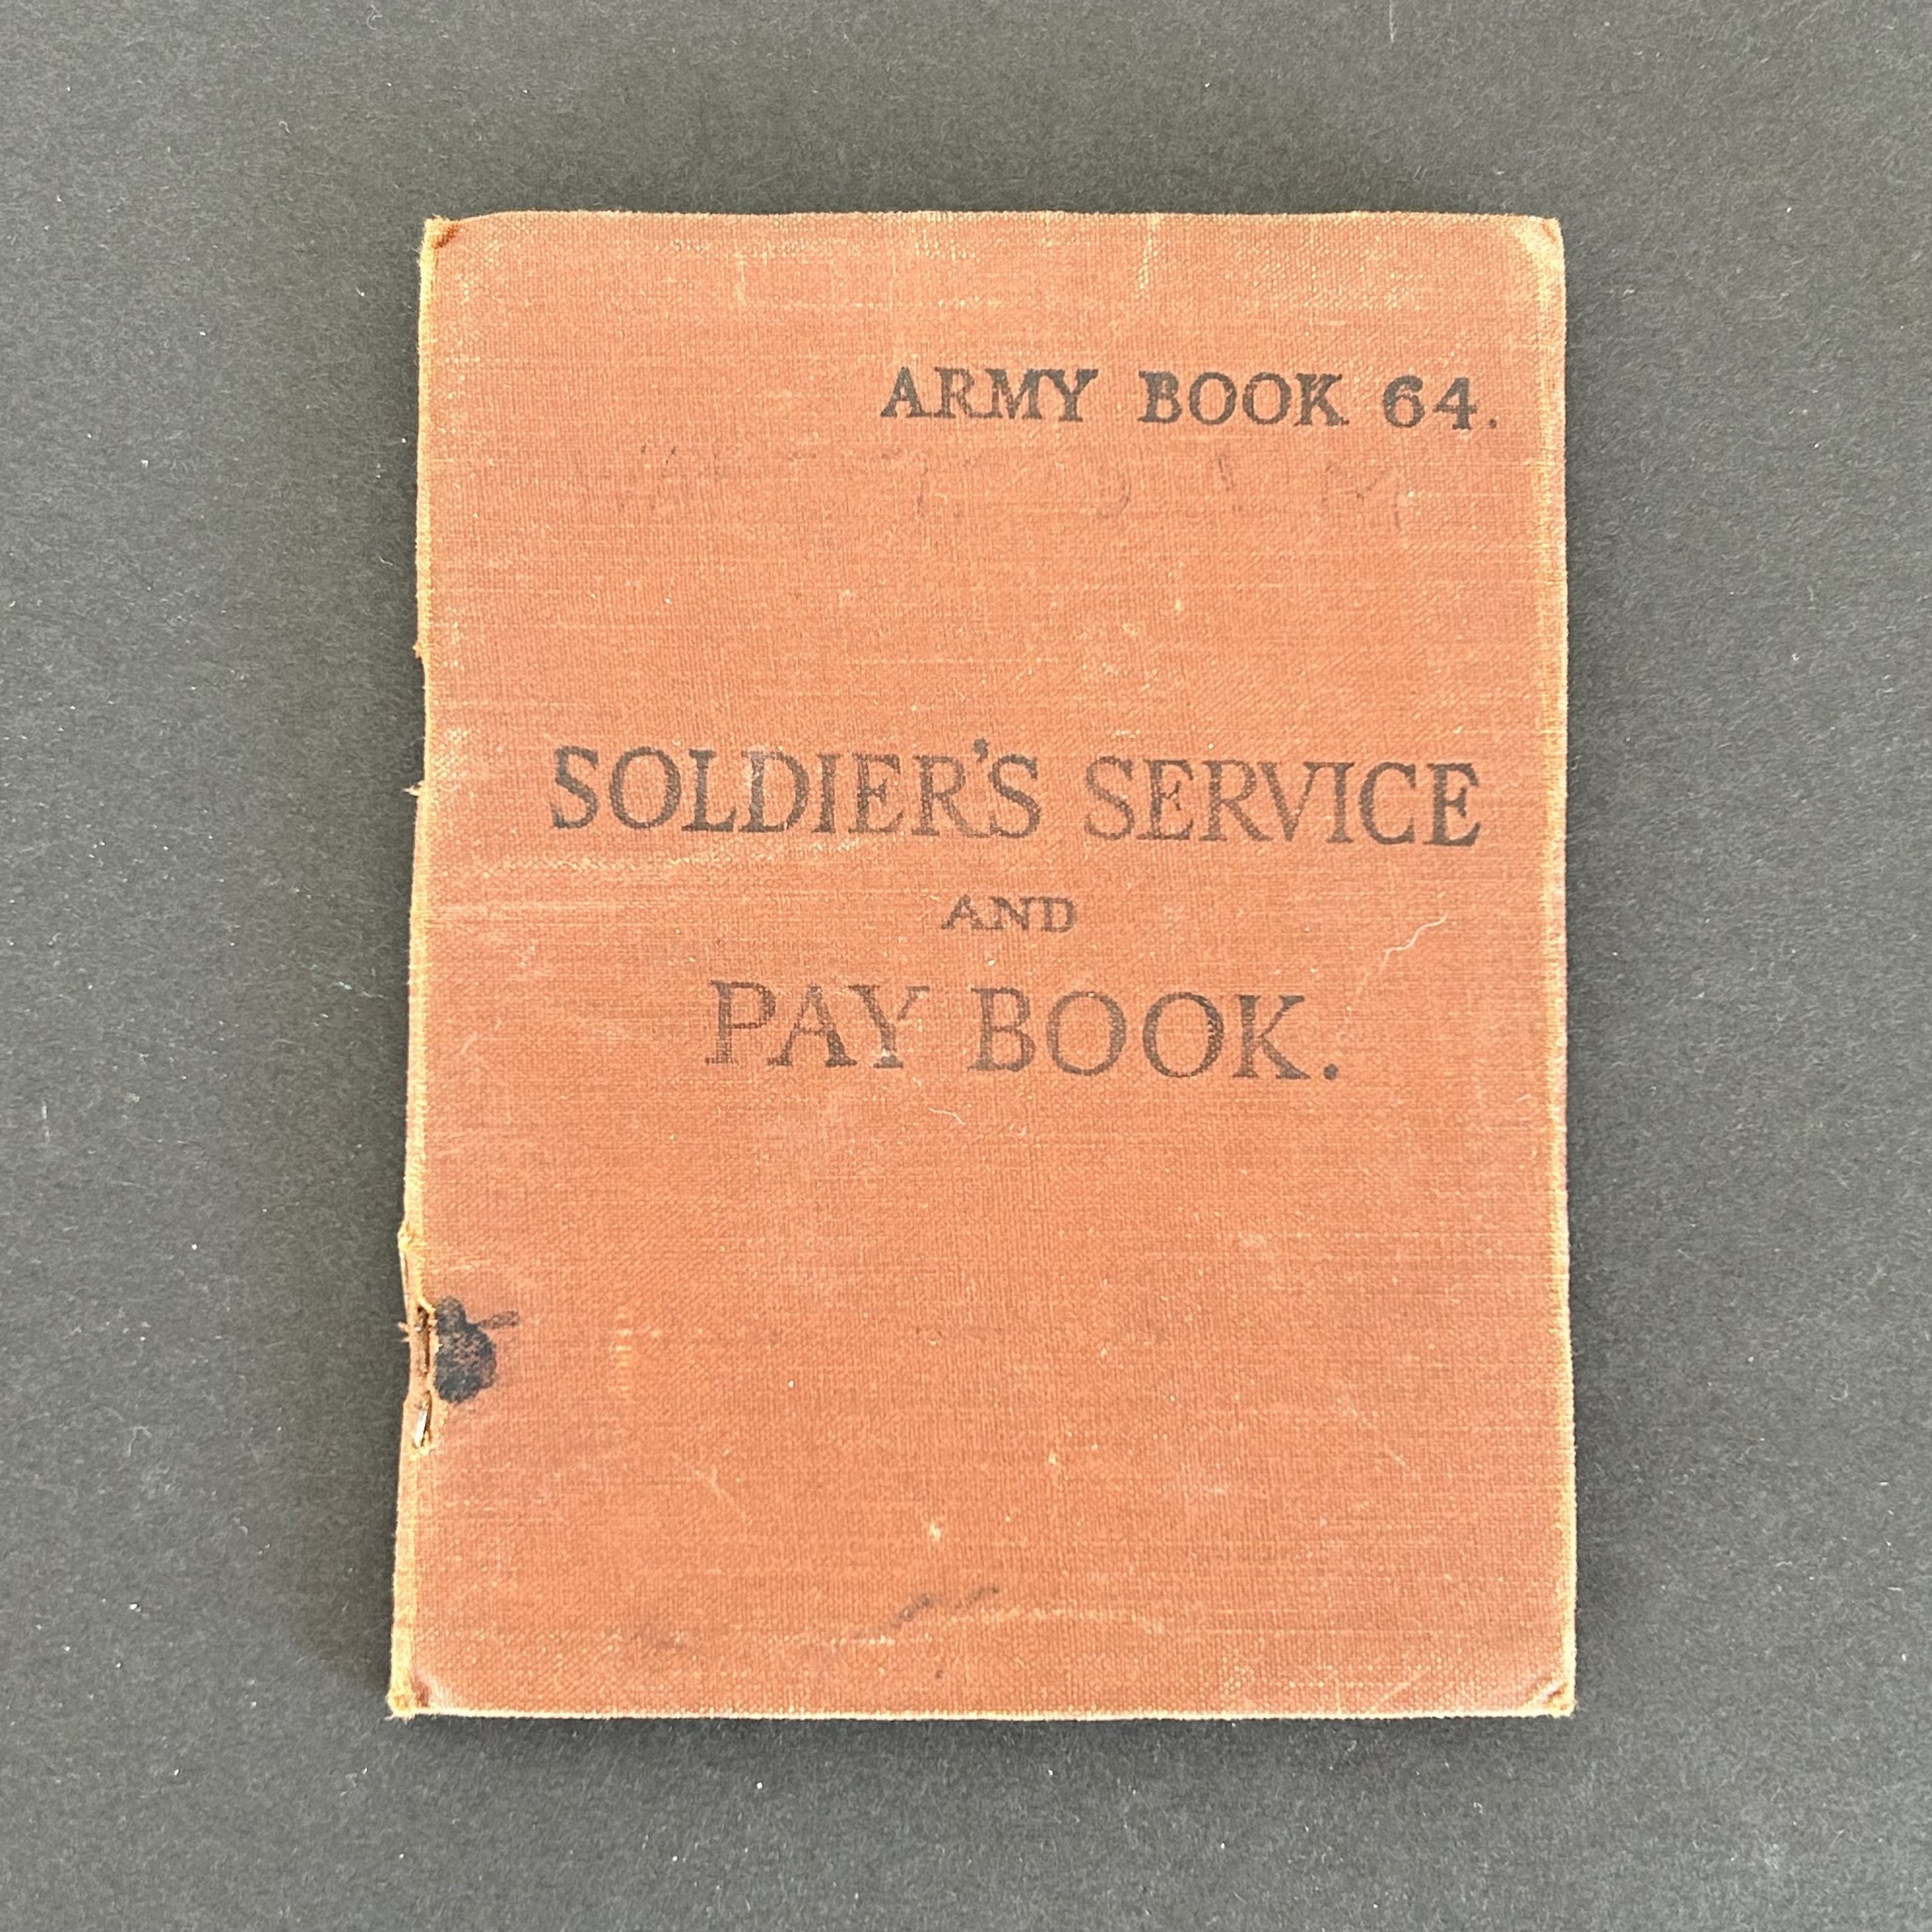 ARMY BOOK 64.
SOLDIER'S SERVICE
AND
PAY BOOK.